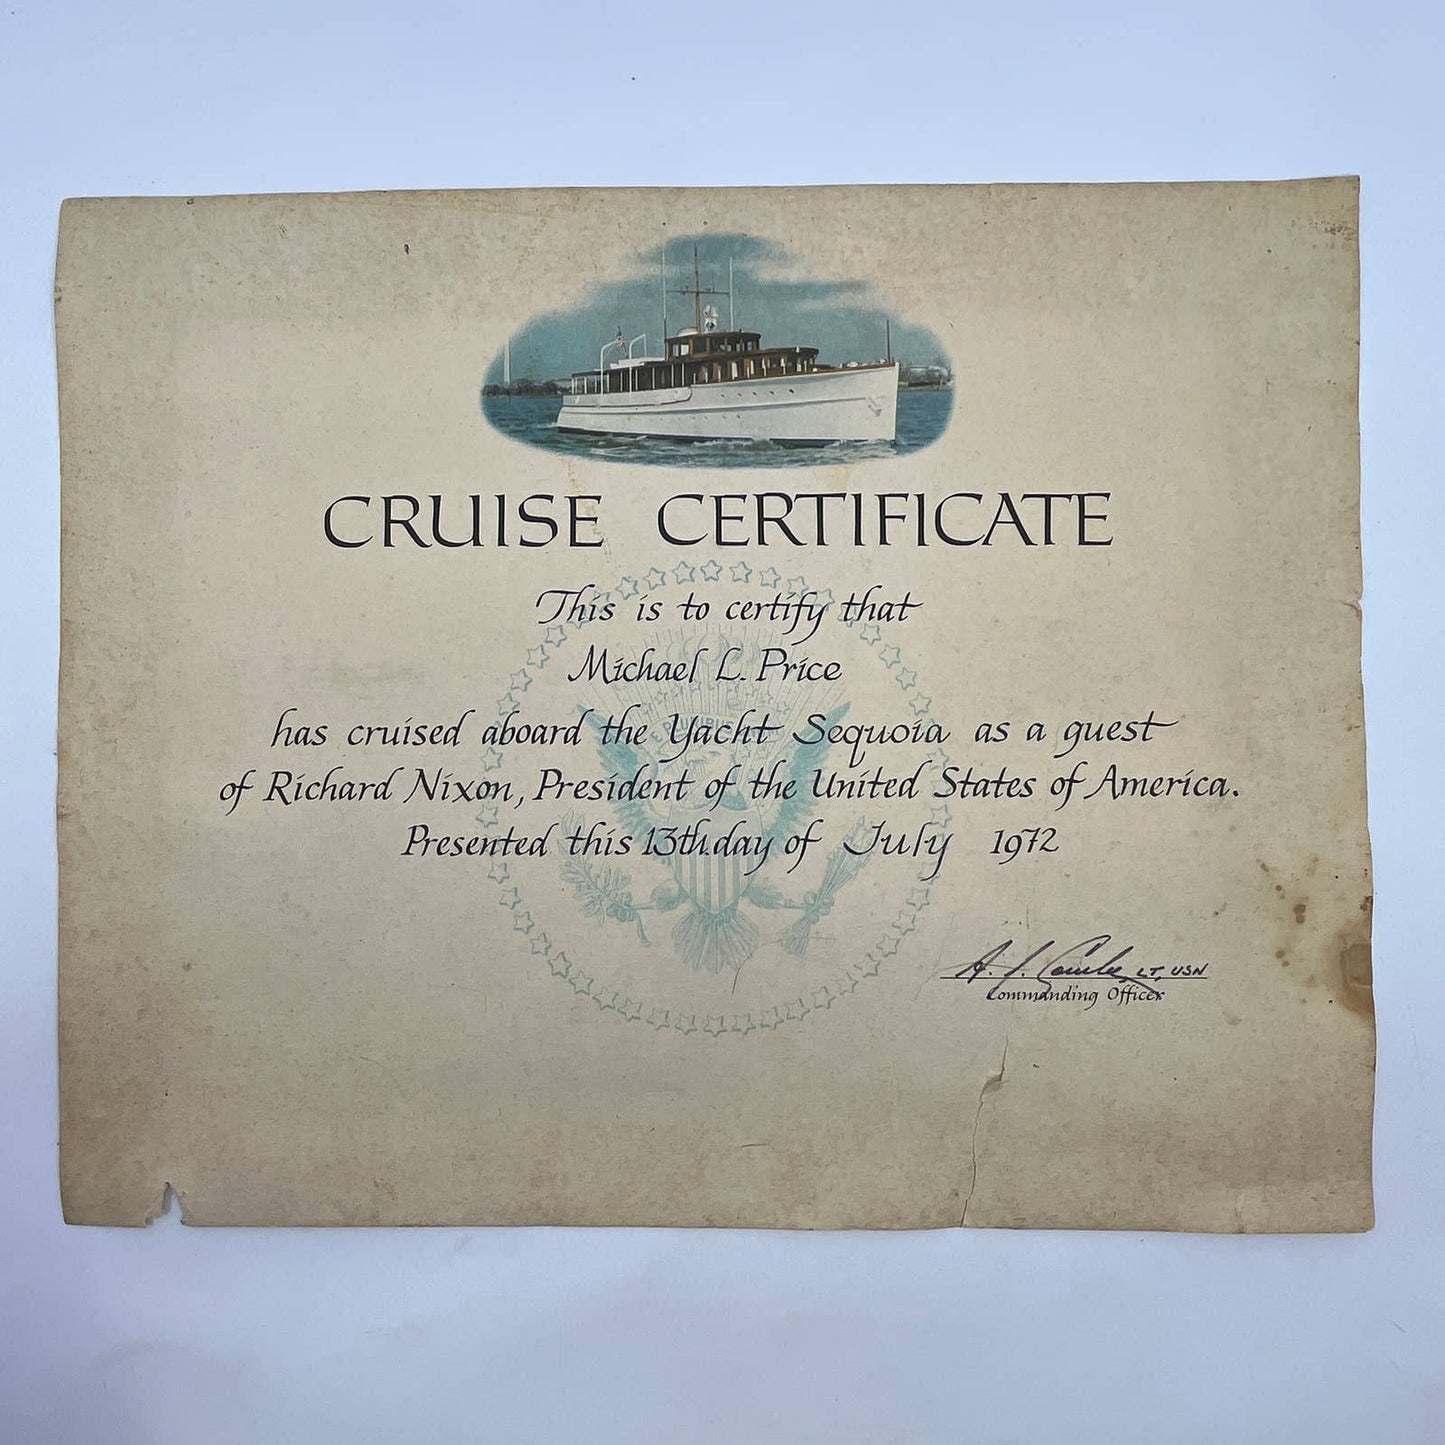 CRUISE CERTIFICATE
This is to certify that
Michael L. Price
has cruised aboard the Yacht Sequoia as a guest
of Richard Nixon, President of the United States of America.
Presented this 13th. day of July 1972
A. J. LT, USN
Commanding Officer
PLURIBUS